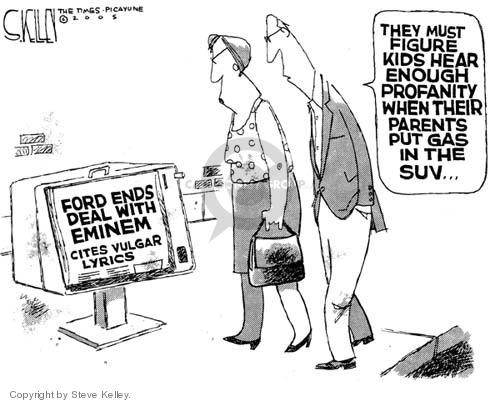 S.KELLEY
THE TIMES-PICAYUNE
© 2005
THEY MUST
FIGURE
KIDS HEAR
ENOUGH
PROFANITY
WHEN THEIR
PARENTS
PUT GAS
IN THE
SUV...
FORD ENDS
DEAL WITH
EMINEM
CITES VULGAR
LYRICS
Copyright by Steve Kelley.